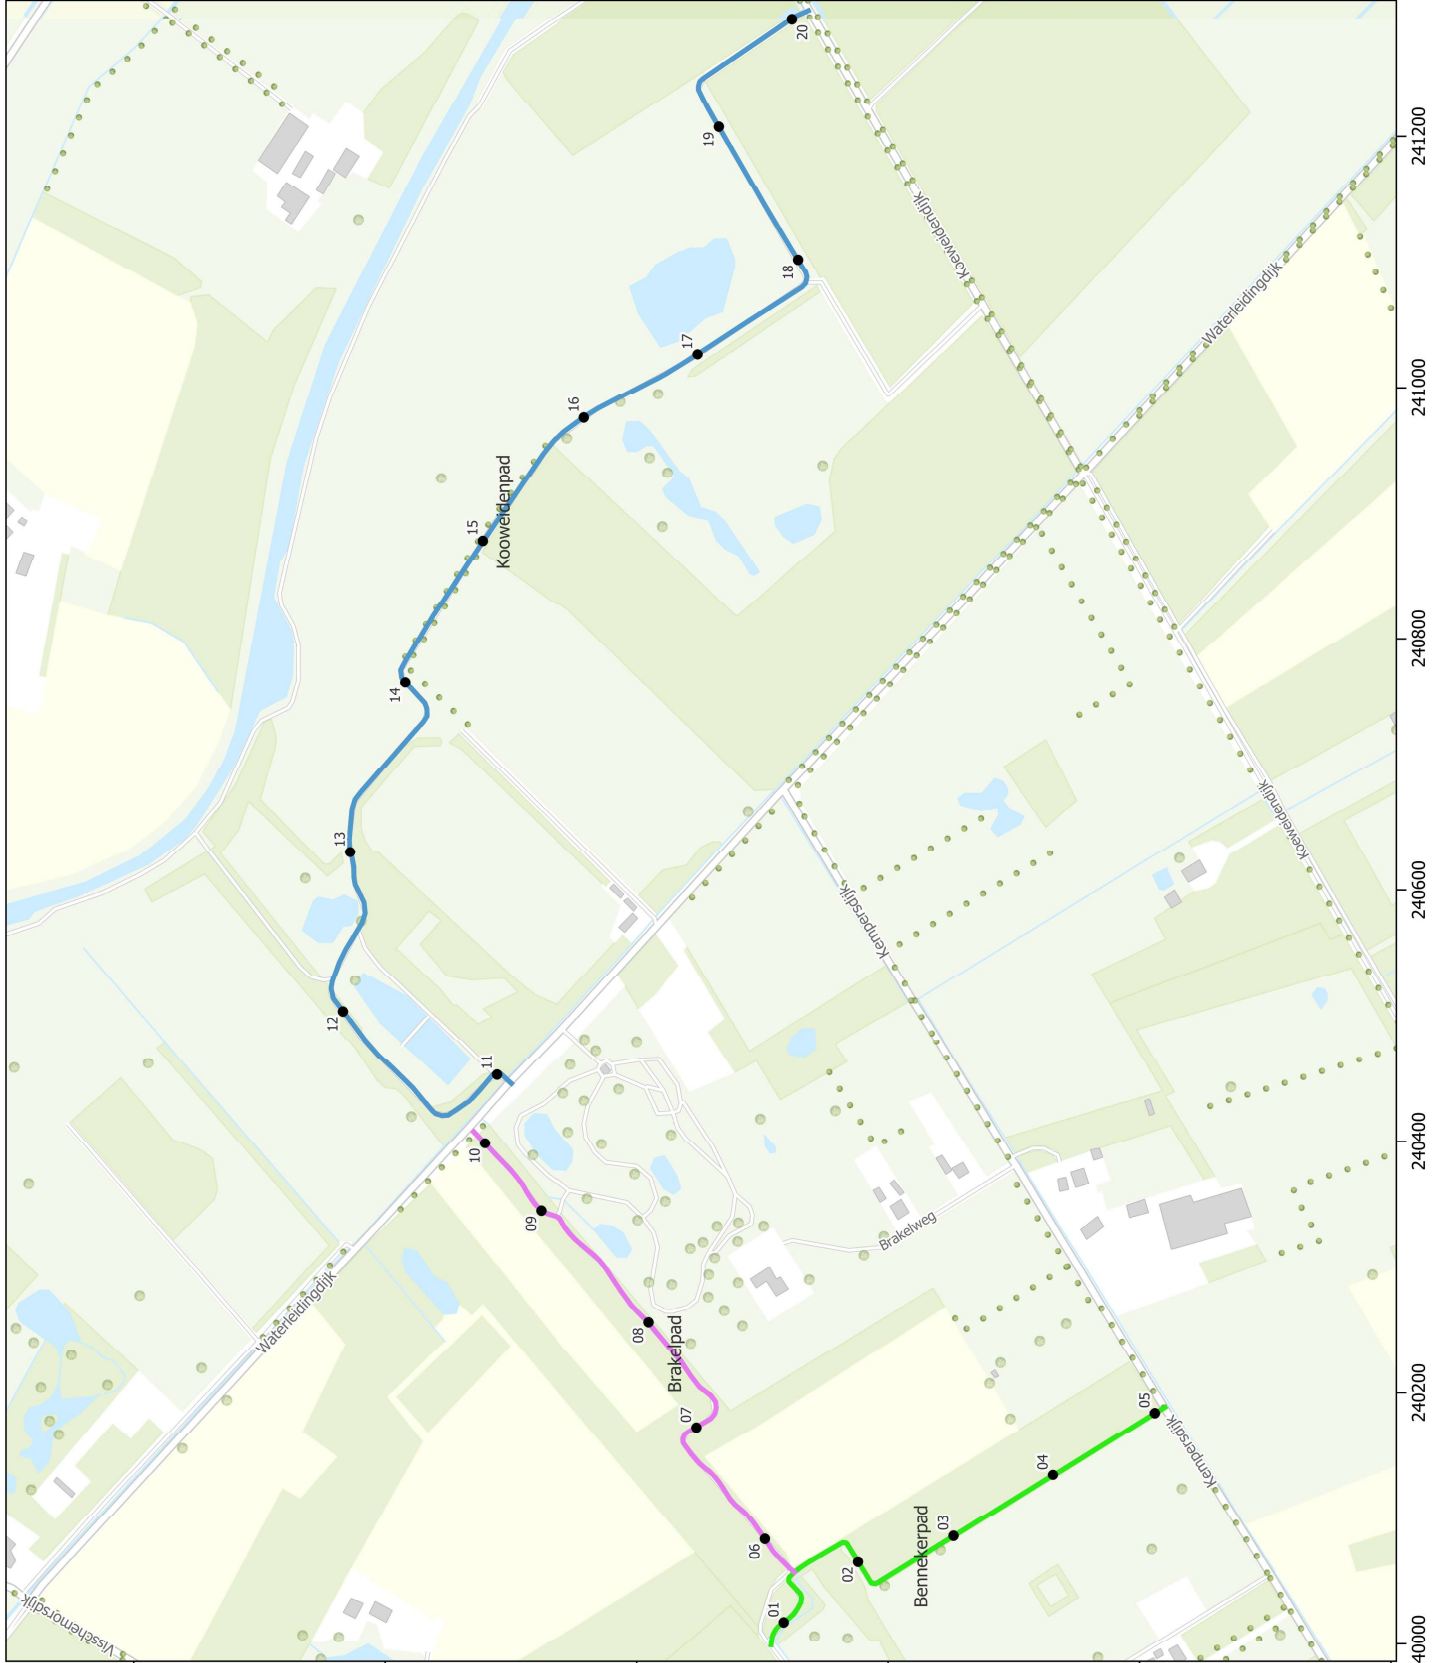 20
19
241200
Koeweidendijk
18
Waterleidingdijk
17
16
241000
15
Kooweidenpad
14
240800
13
Koeweidendijk
Kempersdijk
240600
12
11
10
240400
09
Brakelweg
Waterleidingdijk
08
Brakelpad
07
05
240200
Kempersdijk
04
06
03
02
Bennekerpad
01
Visschemorsdijk
40000